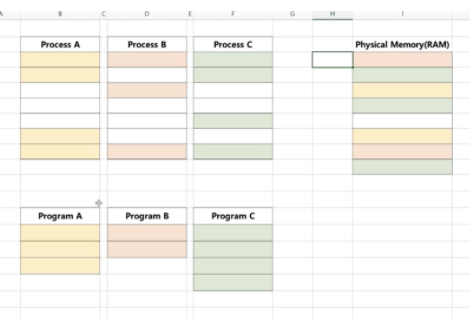 B C D E F G H I
Process A Process B Process C Physical Memory(RAM)
Program A Program B Program C